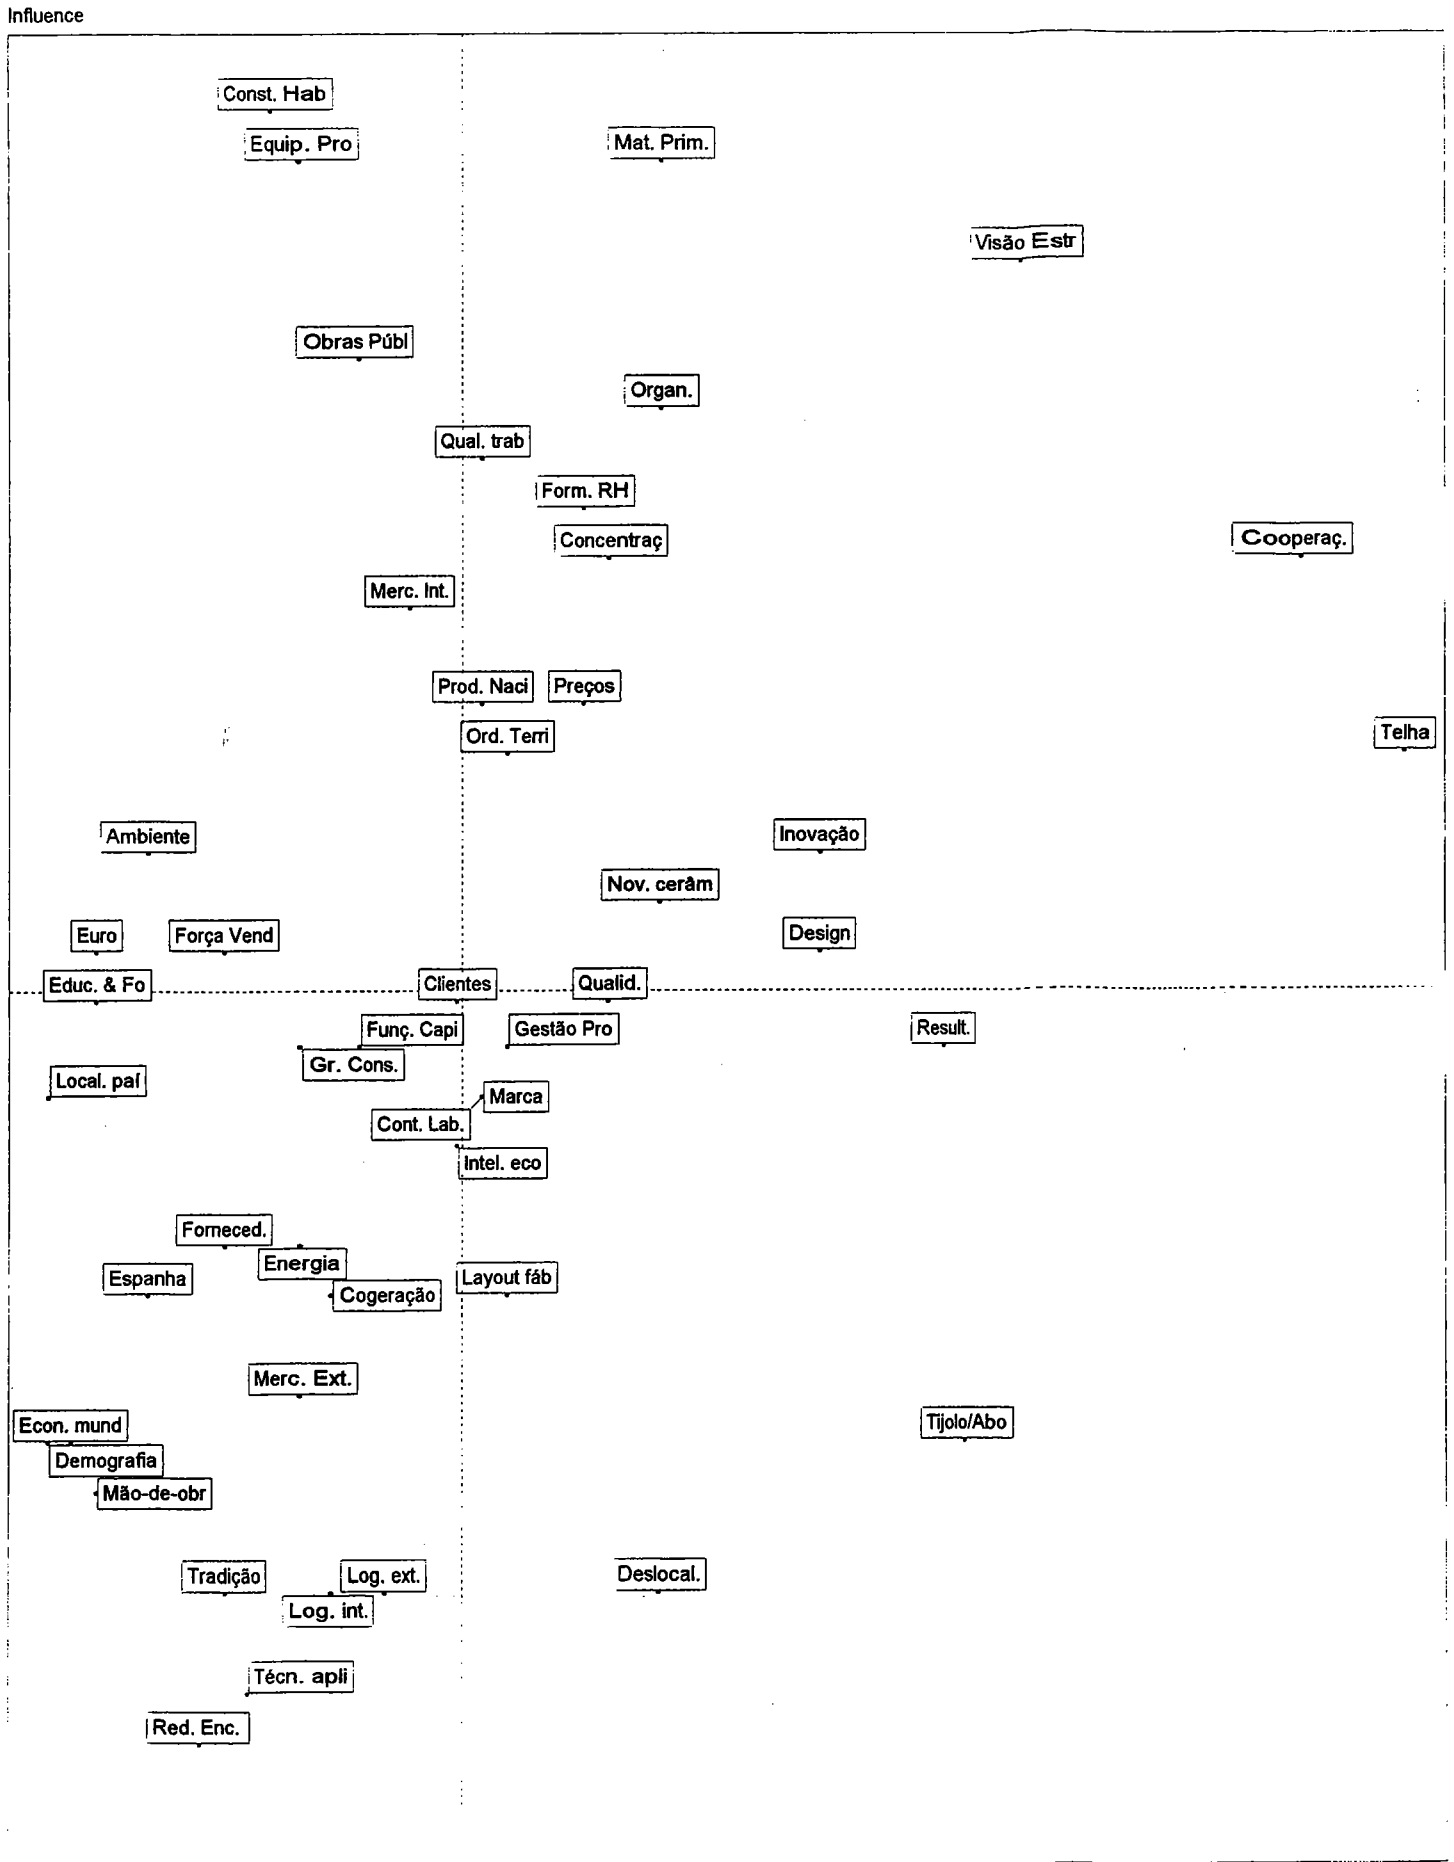 Influence
Const. Hab
Equip. Pro
Mat. Prim.
Visão Estr
Obras Públ
Organ.
Qual. trab
Form. RH
Concentraç
Cooperaç.
Merc. Int.
Prod. Naci
Preços
Ord. Terri
Telha
Ambiente
Inovação
Nov. cerâm
Euro
Força Vend
Design
Educ. & Fo
Clientes
Qualid.
Funç. Capi
Gestão Pro
Result.
Gr. Cons.
Local. paí
Marca
Cont. Lab.
Intel. eco
Forneced.
Energia
Espanha
Layout fáb
Cogeração
Merc. Ext.
Econ. mund
Tijolo/Abo
Demografia
Mão-de-obr
Tradição
Log. ext.
Deslocal.
Log. int.
Técn. apli
Red. Enc.